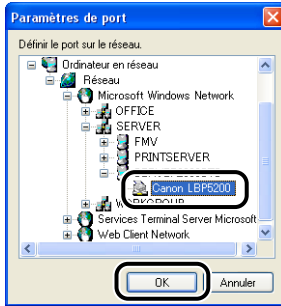 Paramètres de port
Définir le port sur le réseau.
Ordinateur en réseau
Réseau
Microsoft Windows Network
OFFICE
SERVER
FMV
PRINTSERVER
Canon LBP5200
WORKGROUP
Services Terminal Server Microsoft
Web Client Network
OK
Annuler